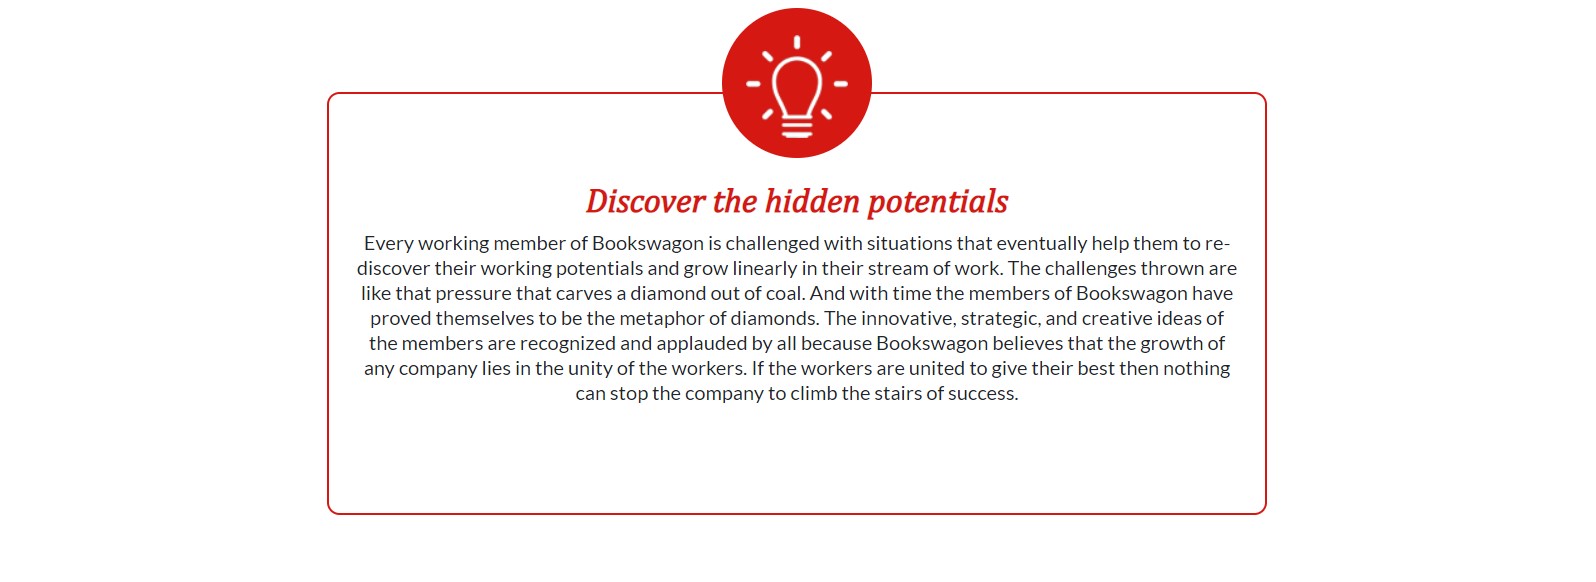 Discover the hidden potentials
Every working member of Bookswagon is challenged with situations that eventually help them to re-
discover their working potentials and grow linearly in their stream of work. The challenges thrown are
like that pressure that carves a diamond out of coal. And with time the members of Bookswagon have
proved themselves to be the metaphor of diamonds. The innovative, strategic, and creative ideas of
the members are recognized and applauded by all because Bookswagon believes that the growth of
any company lies in the unity of the workers. If the workers are united to give their best then nothing
can stop the company to climb the stairs of success.